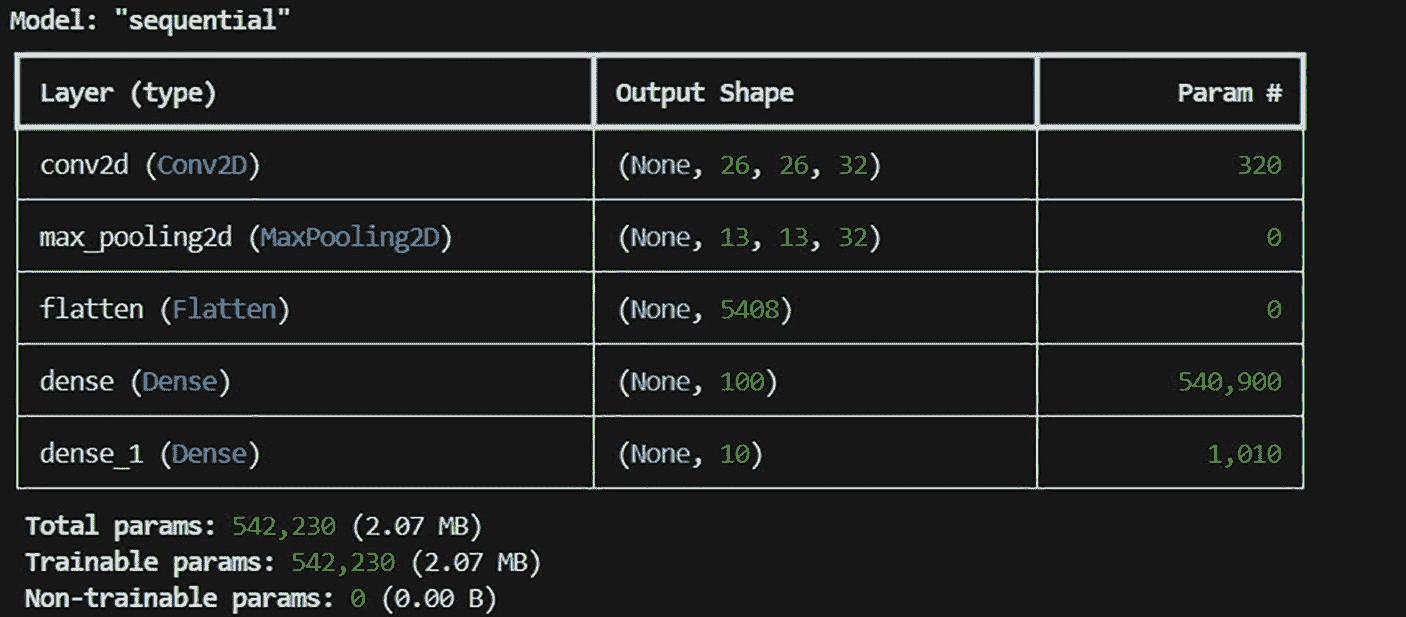 Model: "sequential"
Layer (type) Output Shape Param #
conv2d (Conv2D) (None, 26, 26, 32) 320
max_pooling2d (MaxPooling2D) (None, 13, 13, 32) 0
flatten (Flatten) (None, 5408) 0
dense (Dense) (None, 100) 540,900
dense_1 (Dense) (None, 10) 1,010
Total params: 542,230 (2.07 MB)
Trainable params: 542,230 (2.07 MB)
Non-trainable params: 0 (0.00 B)